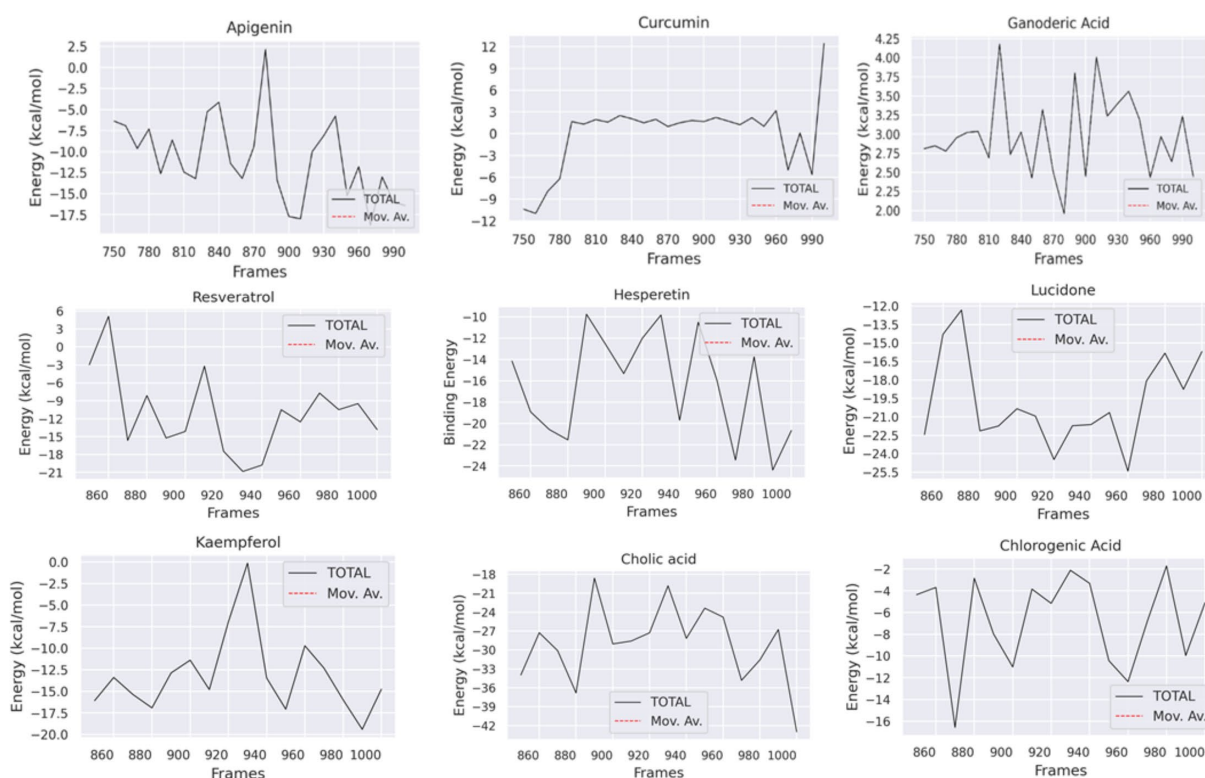 Apigenin
Energy (kcal/mol)
2.5
0.0
−2.5
−5.0
−7.5
−10.0
−12.5
−15.0
−17.5
750 780 810 840 870 900 930 960 990
Frames
TOTAL
Mov. Av.
Curcumin
Energy (kcal/mol)
12
9
6
3
0
−3
−6
−9
−12
750 780 810 840 870 900 930 960 990
Frames
TOTAL
Mov. Av.
Ganoderic Acid
Energy (kcal/mol)
4.25
4.00
3.75
3.50
3.25
3.00
2.75
2.50
2.25
2.00
750 780 810 840 870 900 930 960 990
Frames
TOTAL
Mov. Av.
Resveratrol
Energy (kcal/mol)
6
3
0
−3
−6
−9
−12
−15
−18
−21
860 880 900 920 940 960 980 1000
Frames
TOTAL
Mov. Av.
Hesperetin
Binding Energy
−10
−12
−14
−16
−18
−20
−22
−24
860 880 900 920 940 960 980 1000
Frames
TOTAL
Mov. Av.
Lucidone
Energy (kcal/mol)
−12.0
−13.5
−15.0
−16.5
−18.0
−19.5
−21.0
−22.5
−24.0
−25.5
860 880 900 920 940 960 980 1000
Frames
TOTAL
Mov. Av.
Kaempferol
Energy (kcal/mol)
0.0
−2.5
−5.0
−7.5
−10.0
−12.5
−15.0
−17.5
−20.0
860 880 900 920 940 960 980 1000
Frames
TOTAL
Mov. Av.
Cholic acid
Energy (kcal/mol)
−18
−21
−24
−27
−30
−33
−36
−39
−42
860 880 900 920 940 960 980 1000
Frames
TOTAL
Mov. Av.
Chlorogenic Acid
Energy (kcal/mol)
−2
−4
−6
−8
−10
−12
−14
−16
860 880 900 920 940 960 980 1000
Frames
TOTAL
Mov. Av.